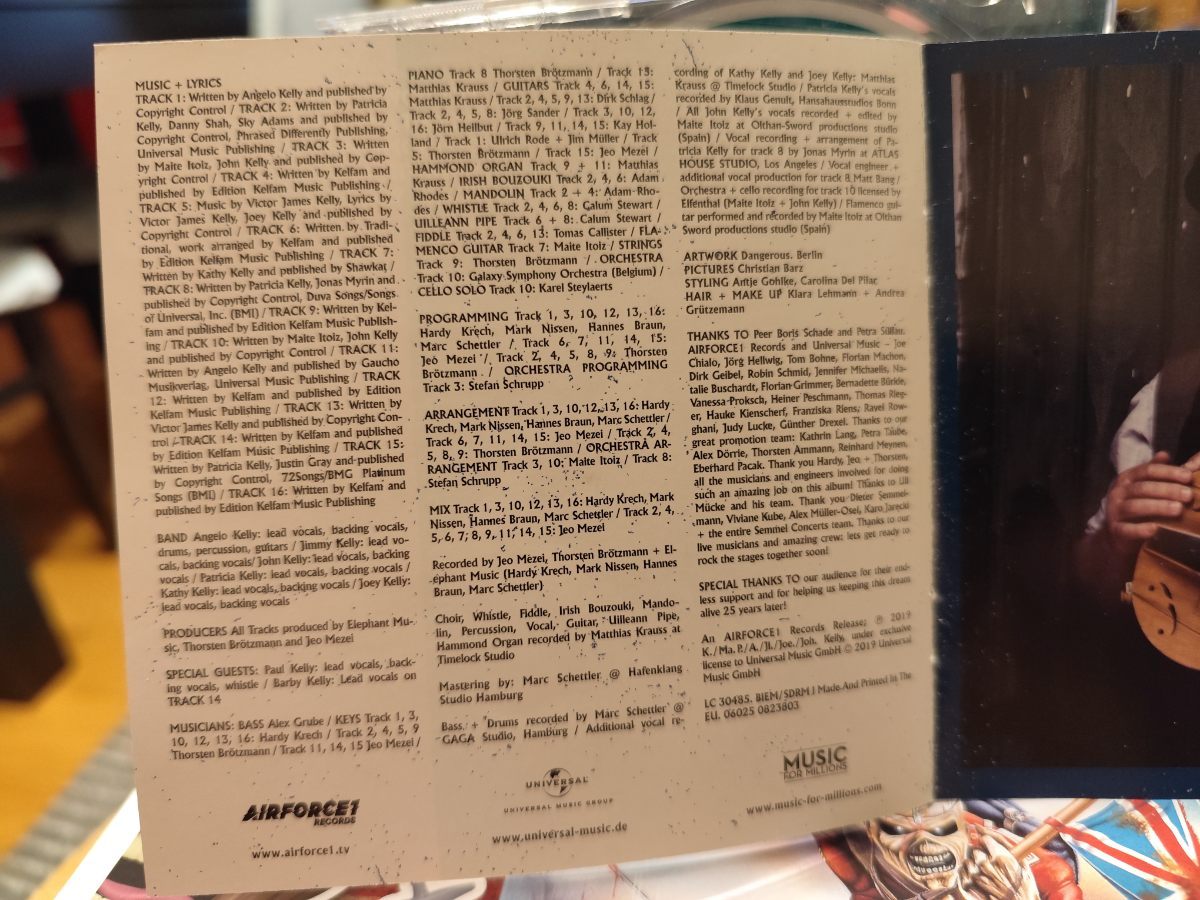 MUSIC + LYRICS
TRACK 1: Written by Angelo Kelly and published by
Copyright Control / TRACK 2: Written by Patricia
Kelly, Danny Shah, Sky Adams and published by
Copyright Control, Phrased Differently Publishing,
Universal Music Publishing / TRACK 3: Written
by Maite Itoiz, John Kelly and published by Cop-
yright Control / TRACK 4: Written by Kelfam and
published by Edition Kelfam Music Publishing /
TRACK 5: Music by Victor James Kelly, Lyrics by
Victor James Kelly, Joey Kelly and published by
Copyright Control / TRACK 6: Written by Tradi-
tional, work arranged by Kelfam and published
by Edition Kelfam Music Publishing / TRACK 7:
Written by Kathy Kelly and published by Shawkat /
TRACK 8: Written by Patricia Kelly, Jonas Myrin and
published by Copyright Control, Duva Songs/Songs
of Universal, Inc. (BMI) / TRACK 9: Written by Kel-
fam and published by Edition Kelfam Music Publish-
ing / TRACK 10: Written by Maite Itoiz, John Kelly
and published by Copyright Control / TRACK 11:
Written by Angelo Kelly and published by Gaucho
Musikverlag, Universal Music Publishing / TRACK
12: Written by Kelfam and published by Edition
Kelfam Music Publishing / TRACK 13: Written by
Patricia Kelly and published by Copyright Con-
trol / TRACK 14: Written by Kelfam and published
by Edition Kelfam Music Publishing / TRACK 15:
Written by Patricia Kelly, Justin Gray and published
by Copyright Control, 72Songs/BMG Platinum
Songs (BMI) / TRACK 16: Written by Kelfam and
published by Edition Kelfam Music Publishing
BAND Angelo Kelly: lead vocals, backing vocals,
drums, percussion, guitars / Jimmy Kelly: lead vo-
cals, backing vocals/ John Kelly: lead vocals, backing
vocals / Patricia Kelly: lead vocals, backing vocals /
Kathy Kelly: lead vocals, backing vocals / Joey Kelly:
lead vocals, backing vocals
PRODUCERS All Tracks produced by Elephant Mu-
sic, Thorsten Brötzmann and Jeo Mezei
SPECIAL GUESTS: Paul Kelly: lead vocals, back-
ing vocals, whistle / Barby Kelly: Lead vocals on
TRACK 14
MUSICIANS: BASS Alex Grube / KEYS Track 1, 3,
10, 12, 13, 16: Hardy Krech / Track 2, 4, 5, 9
Thorsten Brötzmann / Track 11, 14, 15 Jeo Mezei /
AIRFORCE1
RECORDS
www.airforce1.tv
PIANO Track 8 Thorsten Brötzmann / Track 13:
Matthias Krauss / GUITARS Track 4, 6, 14, 15:
Matthias Krauss / Track 2, 4, 5, 9, 13: Dirk Schlag /
Track 2, 4, 5, 8: Jörg Sander / Track 3, 10, 12,
16: Jörn Hellbut / Track 9, 11, 14, 15: Kay Hol-
land / Track 1: Ulrich Rode + Jim Müller / Track
5: Thorsten Brötzmann / Track 15: Jeo Mezei /
HAMMOND ORGAN Track 9 + 11: Matthias
Krauss / IRISH BOUZOUKI Track 2, 4, 6: Adam
Rhodes / MANDOLIN Track 2 + 4: Adam Rho-
des / WHISTLE Track 2, 4, 6, 8: Calum Stewart /
UILLEANN PIPE Track 6 + 8: Calum Stewart /
FIDDLE Track 2, 4, 6, 13: Tomas Callister / FLA-
MENCO GUITAR Track 7: Maite Itoiz / STRINGS
Track 9: Thorsten Brötzmann / ORCHESTRA
Track 10: Galaxy Symphony Orchestra (Belgium) /
CELLO SOLO Track 10: Karel Steylaerts
PROGRAMMING Track 1, 3, 10, 12, 13, 16:
Hardy Krech, Mark Nissen, Hannes Braun,
Marc Schettler / Track 6, 7, 11, 14, 15:
Jeo Mezei / Track 2, 4, 5, 8, 9: Thorsten
Brötzmann / ORCHESTRA PROGRAMMING
Track 3: Stefan Schrupp
ARRANGEMENT Track 1, 3, 10, 12, 13, 16: Hardy
Krech, Mark Nissen, Hannes Braun, Marc Schettler /
Track 6, 7, 11, 14, 15: Jeo Mezei / Track 2, 4,
5, 8, 9: Thorsten Brötzmann / ORCHESTRA AR-
RANGEMENT Track 3, 10: Maite Itoiz / Track 8:
Stefan Schrupp
MIX Track 1, 3, 10, 12, 13, 16: Hardy Krech, Mark
Nissen, Hannes Braun, Marc Schettler / Track 2, 4,
5, 6, 7, 8, 9, 11, 14, 15: Jeo Mezei
Recorded by Jeo Mezei, Thorsten Brötzmann + El-
ephant Music (Hardy Krech, Mark Nissen, Hannes
Braun, Marc Schettler)
Choir, Whistle, Fiddle, Irish Bouzouki, Mando-
lin, Percussion, Vocal, Guitar, Uilleann Pipe,
Hammond Organ recorded by Matthias Krauss at
Timelock Studio
Mastering by: Marc Schettler @ Hafenklang
Studio Hamburg
Bass + Drums recorded by Marc Schettler @
GAGA Studio, Hamburg / Additional vocal re-
UNIVERSAL
UNIVERSAL MUSIC GROUP
www.universal-music.de
cording of Kathy Kelly and Joey Kelly: Matthias
Krauss @ Timelock Studio / Patricia Kelly's vocals
recorded by Klaus Genuit, Hansahausstudios Bonn
/ All John Kelly's vocals recorded + edited by
Maite Itoiz at Olthan-Sword productions studio
(Spain) / Vocal recording + arrangement of Pa-
tricia Kelly for track 8 by Jonas Myrin at ATLAS
HOUSE STUDIO, Los Angeles / Vocal engineer +
additional vocal production for track 8 Matt Bang /
Orchestra + cello recording for track 10 licensed by
Elfenthal (Maite Itoiz + John Kelly) / Flamenco gui-
tar performed and recorded by Maite Itoiz at Olthan
Sword productions studio (Spain)
ARTWORK Dangerous. Berlin
PICTURES Christian Barz
STYLING Antje Gohlke, Carolina Del Pilar
HAIR + MAKE UP Klara Lehmann + Andrea
Grützemann
THANKS TO Peer Boris Schade and Petra Süßfan,
AIRFORCE1 Records and Universal Music – Joe
Chialo, Jörg Hellwig, Tom Bohne, Florian Machon,
Dirk Geibel, Robin Schmid, Jennifer Michaelis, Na-
talie Buschardt, Florian Grimmer, Bernadette Bürkle,
Vanessa Proksch, Heiner Peschmann, Thomas Rieg-
er, Hauke Kienscherf, Franziska Riens, Ravel Row-
ghani, Judy Lucke, Günther Drexel. Thanks to our
great promotion team: Kathrin Lang, Petra Taube,
Alex Dörrie, Thorsten Ammann, Reinhard Meynen,
Eberhard Pacak. Thank you Hardy, Jeo + Thorsten,
all the musicians and engineers involved for doing
such an amazing job on this album! Thanks to Uli
Mücke and his team. Thank you Dieter Semmel-
mann, Viviane Kube, Alex Müller-Osel, Karo Jarecki
+ the entire Semmel Concerts team. Thanks to our
live musicians and amazing crew: lets get ready to
rock the stages together soon!
SPECIAL THANKS TO our audience for their end-
less support and for helping us keeping this dream
alive 25 years later!
An AIRFORCE1 Records Release; ℗ 2019
K./Ma.P./A./Ji./Joe./Joh. Kelly, under exclusive
license to Universal Music GmbH © 2019 Universal
Music GmbH
LC 30485. BIEM/SDRM / Made And Printed in The
EU. 06025 0823803
MUSIC
FOR MILLIONS
www.music-for-millions.com